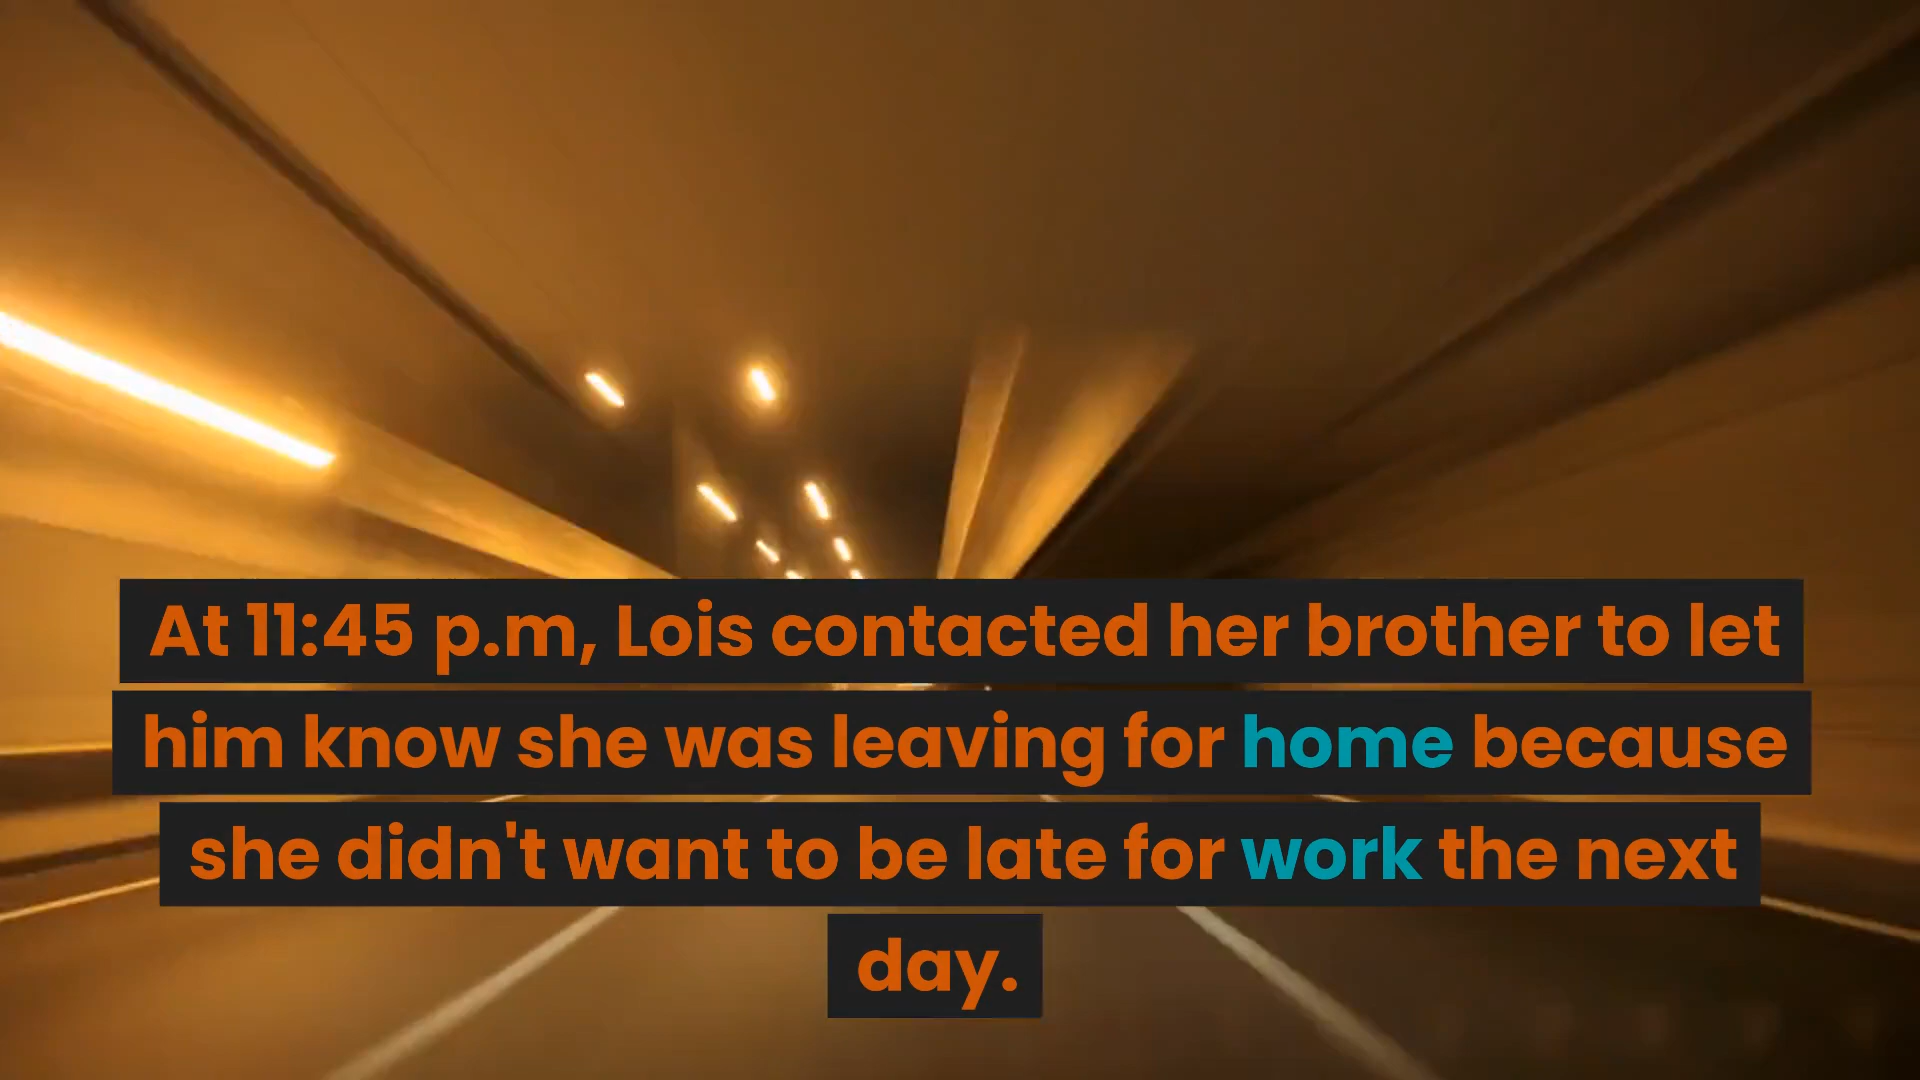 At 11:45 p.m, Lois contacted her brother to let
him know she was leaving for home because
she didn't want to be late for work the next
day.